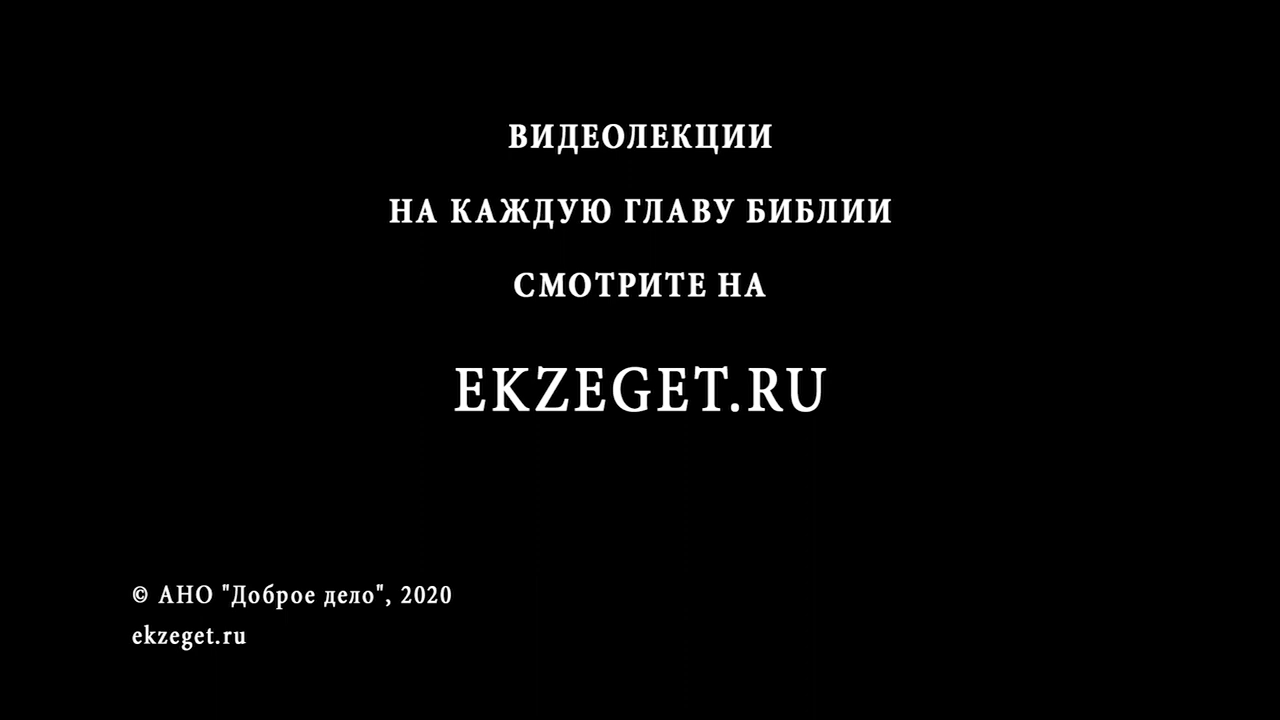 ВИДЕОЛЕКЦИИ
НА КАЖДУЮ ГЛАВУ БИБЛИИ
СМОТРИТЕ НА
EKZEGET.RU
© АНО "Доброе дело", 2020
ekzeget.ru